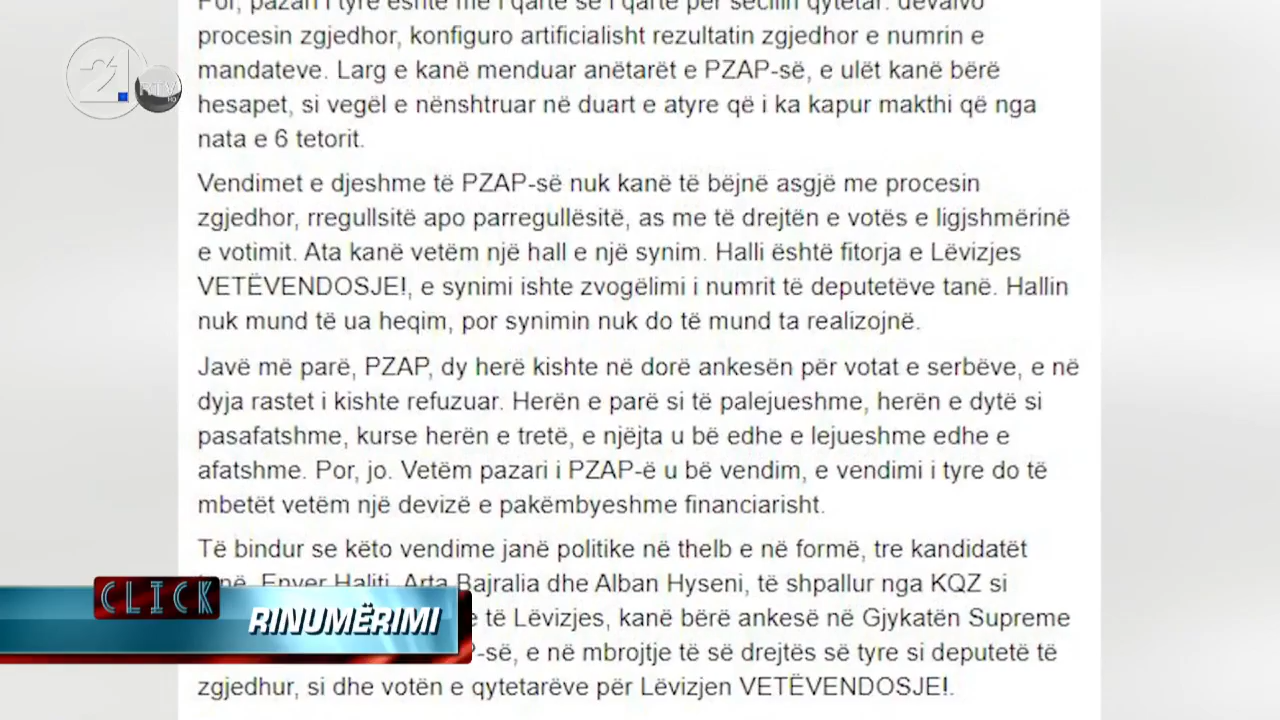 Por, pazari i tyre është më i qartë se i qartë për secilin qytetar: devalvo
procesin zgjedhor, konfiguro artificialisht rezultatin zgjedhor e numrin e
mandateve. Larg e kanë menduar anëtarët e PZAP-së, e ulët kanë bërë
hesapet, si vegël e nënshtruar në duart e atyre që i ka kapur makthi që nga
nata e 6 tetorit.
Vendimet e djeshme të PZAP-së nuk kanë të bëjnë asgjë me procesin
zgjedhor, rregullsitë apo parregullësitë, as me të drejtën e votës e ligjshmërinë
e votimit. Ata kanë vetëm një hall e një synim. Halli është fitorja e Lëvizjes
VETËVENDOSJE!, e synimi ishte zvogëlimi i numrit të deputetëve tanë. Hallin
nuk mund të ua heqim, por synimin nuk do të mund ta realizojnë.
Javë më parë, PZAP, dy herë kishte në dorë ankesën për votat e serbëve, e në
dyja rastet i kishte refuzuar. Herën e parë si të palejueshme, herën e dytë si
pasafatshme, kurse herën e tretë, e njëjta u bë edhe e lejueshme edhe e
afatshme. Por, jo. Vetëm pazari i PZAP-ë u bë vendim, e vendimi i tyre do të
mbetët vetëm një devizë e pakëmbyeshme financiarisht.
Të bindur se këto vendime janë politike në thelb e në formë, tre kandidatët
tanë, Enver Haliti, Arta Bajralia dhe Alban Hyseni, të shpallur nga KQZ si
e të Lëvizjes, kanë bërë ankesë në Gjykatën Supreme
-së, e në mbrojtje të së drejtës së tyre si deputetë të
zgjedhur, si dhe votën e qytetarëve për Lëvizjen VETËVENDOSJE!.
21
RTV
HD
CLICK
RINUMËRIMI